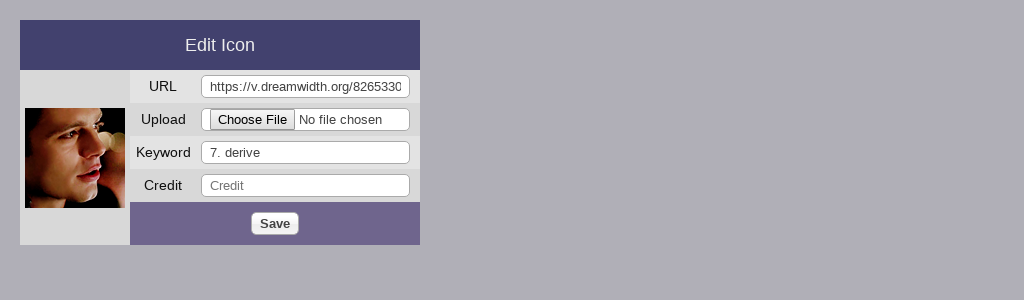 Edit Icon
URL https://v.dreamwidth.org/8265330
Upload Choose File No file chosen
Keyword 7. derive
Credit Credit
Save